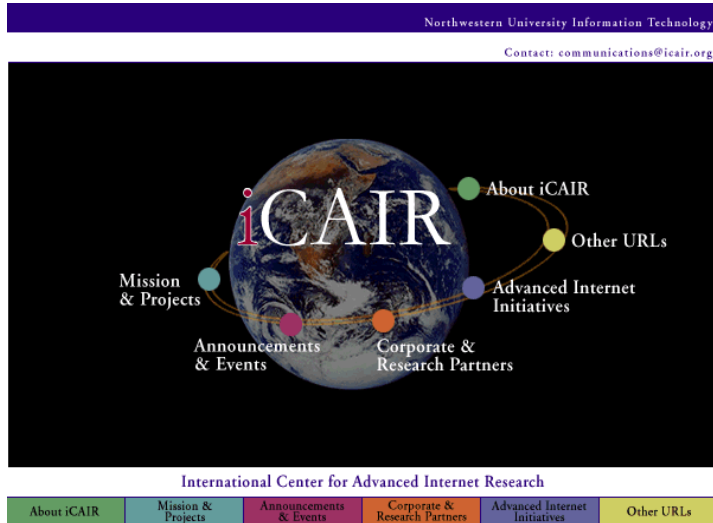 Northwestern University Information Technology
Contact: communications@icair.org
iCAIR
About iCAIR
Other URLs
Mission
& Projects
Advanced Internet
Initiatives
Announcements
& Events
Corporate &
Research Partners
International Center for Advanced Internet Research
About iCAIR
Mission &
Projects
Announcements
& Events
Corporate &
Research Partners
Advanced Internet
Initiatives
Other URLs